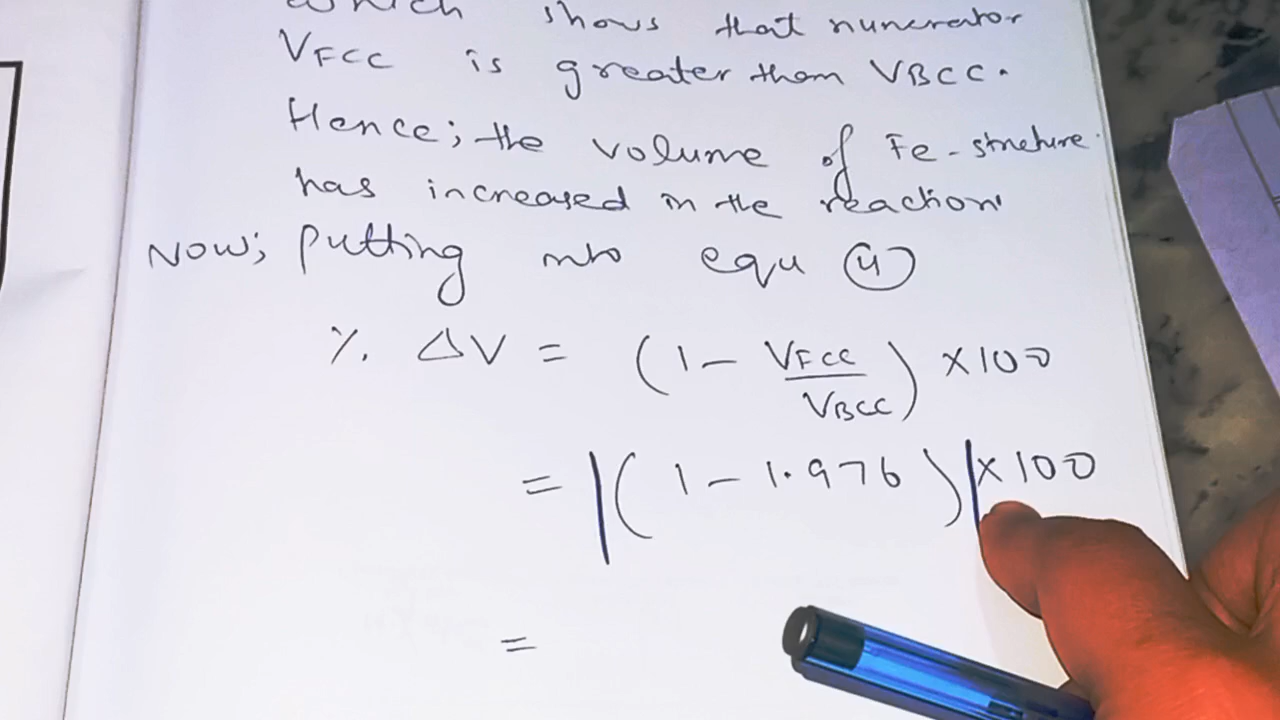 which shows that numerator
VFCC is greater than VBCC.
Hence; the volume of Fe-structure
has increased in the reaction
Now; putting into equ (4)
%. ΔV = (1 - VFCC/VBCC) × 100
= |(1 - 1.976)| × 100
=